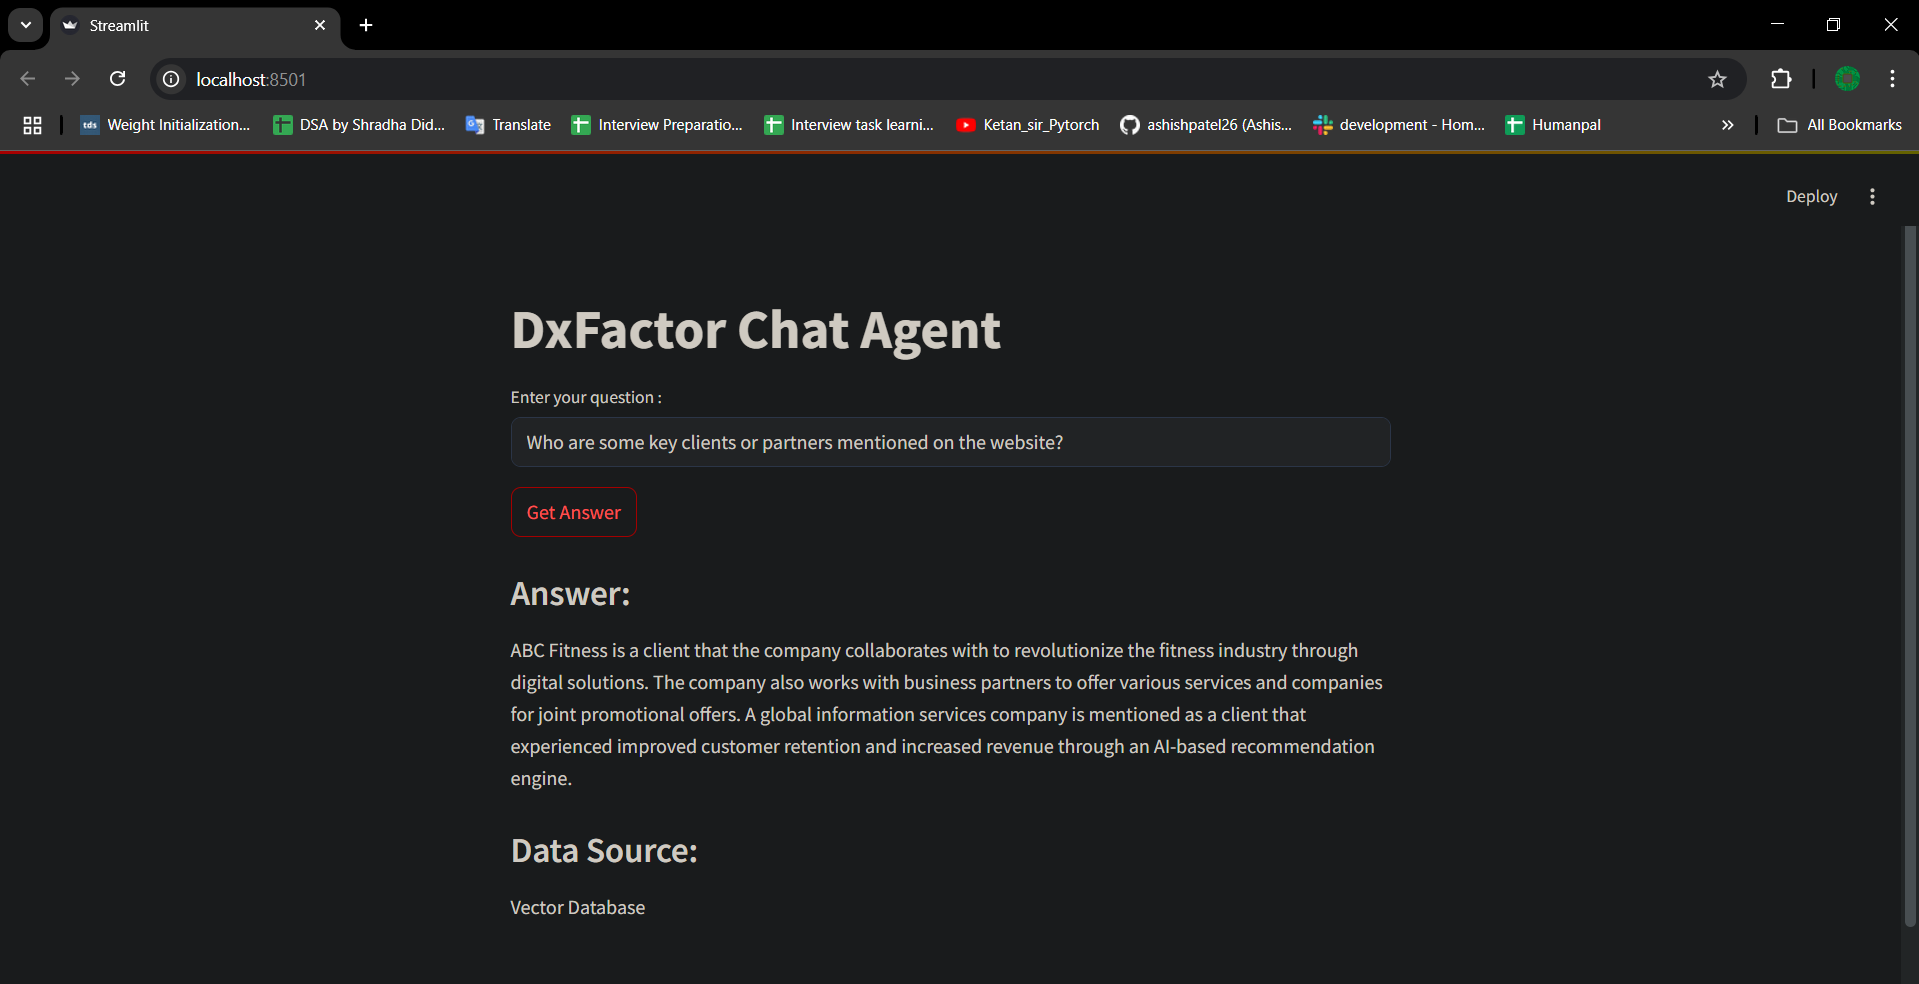 Streamlit
localhost:8501
tds Weight Initialization... DSA by Shradha Did... Translate Interview Preparatio... Interview task learni... Ketan_sir_Pytorch ashishpatel26 (Ashis... development - Hom... Humanpal All Bookmarks
Deploy
DxFactor Chat Agent
Enter your question :
Who are some key clients or partners mentioned on the website?
Get Answer
Answer:
ABC Fitness is a client that the company collaborates with to revolutionize the fitness industry through
digital solutions. The company also works with business partners to offer various services and companies
for joint promotional offers. A global information services company is mentioned as a client that
experienced improved customer retention and increased revenue through an AI-based recommendation
engine.
Data Source:
Vector Database